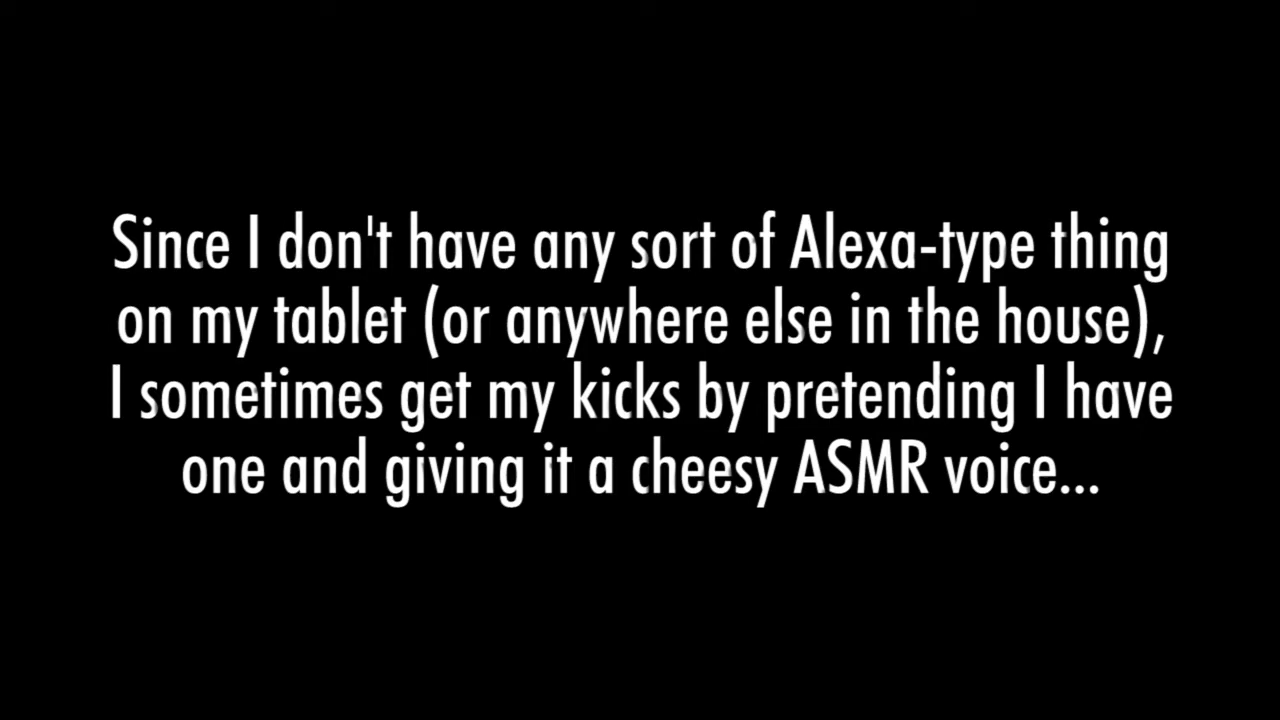 Since I don't have any sort of Alexa-type thing
on my tablet (or anywhere else in the house),
I sometimes get my kicks by pretending I have
one and giving it a cheesy ASMR voice...